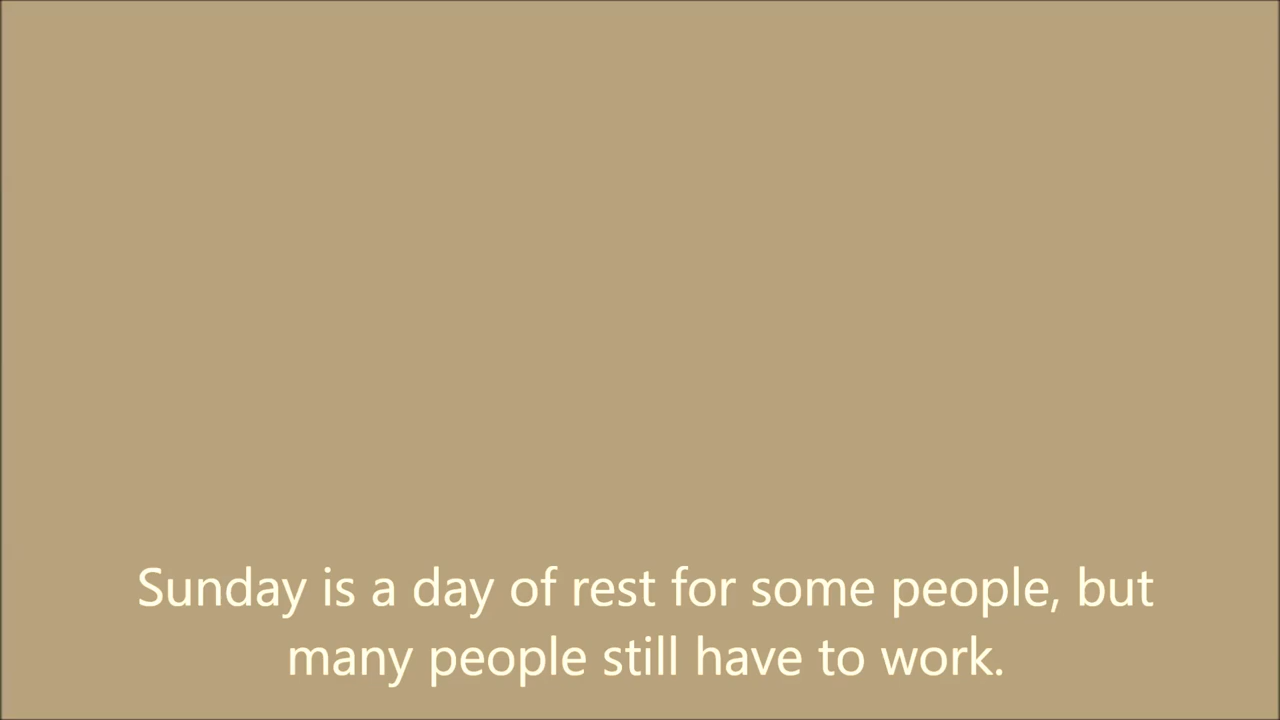 Sunday is a day of rest for some people, but
many people still have to work.